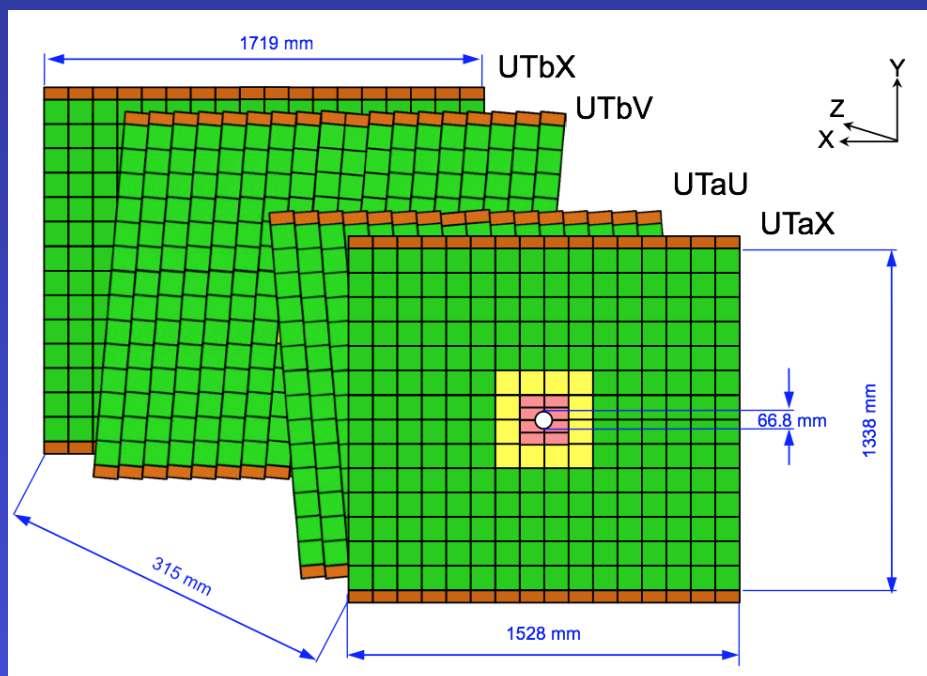 1719 mm
UTbX
UTbV
Y
Z
X
UTaU
UTaX
66.8 mm
1338 mm
315 mm
1528 mm